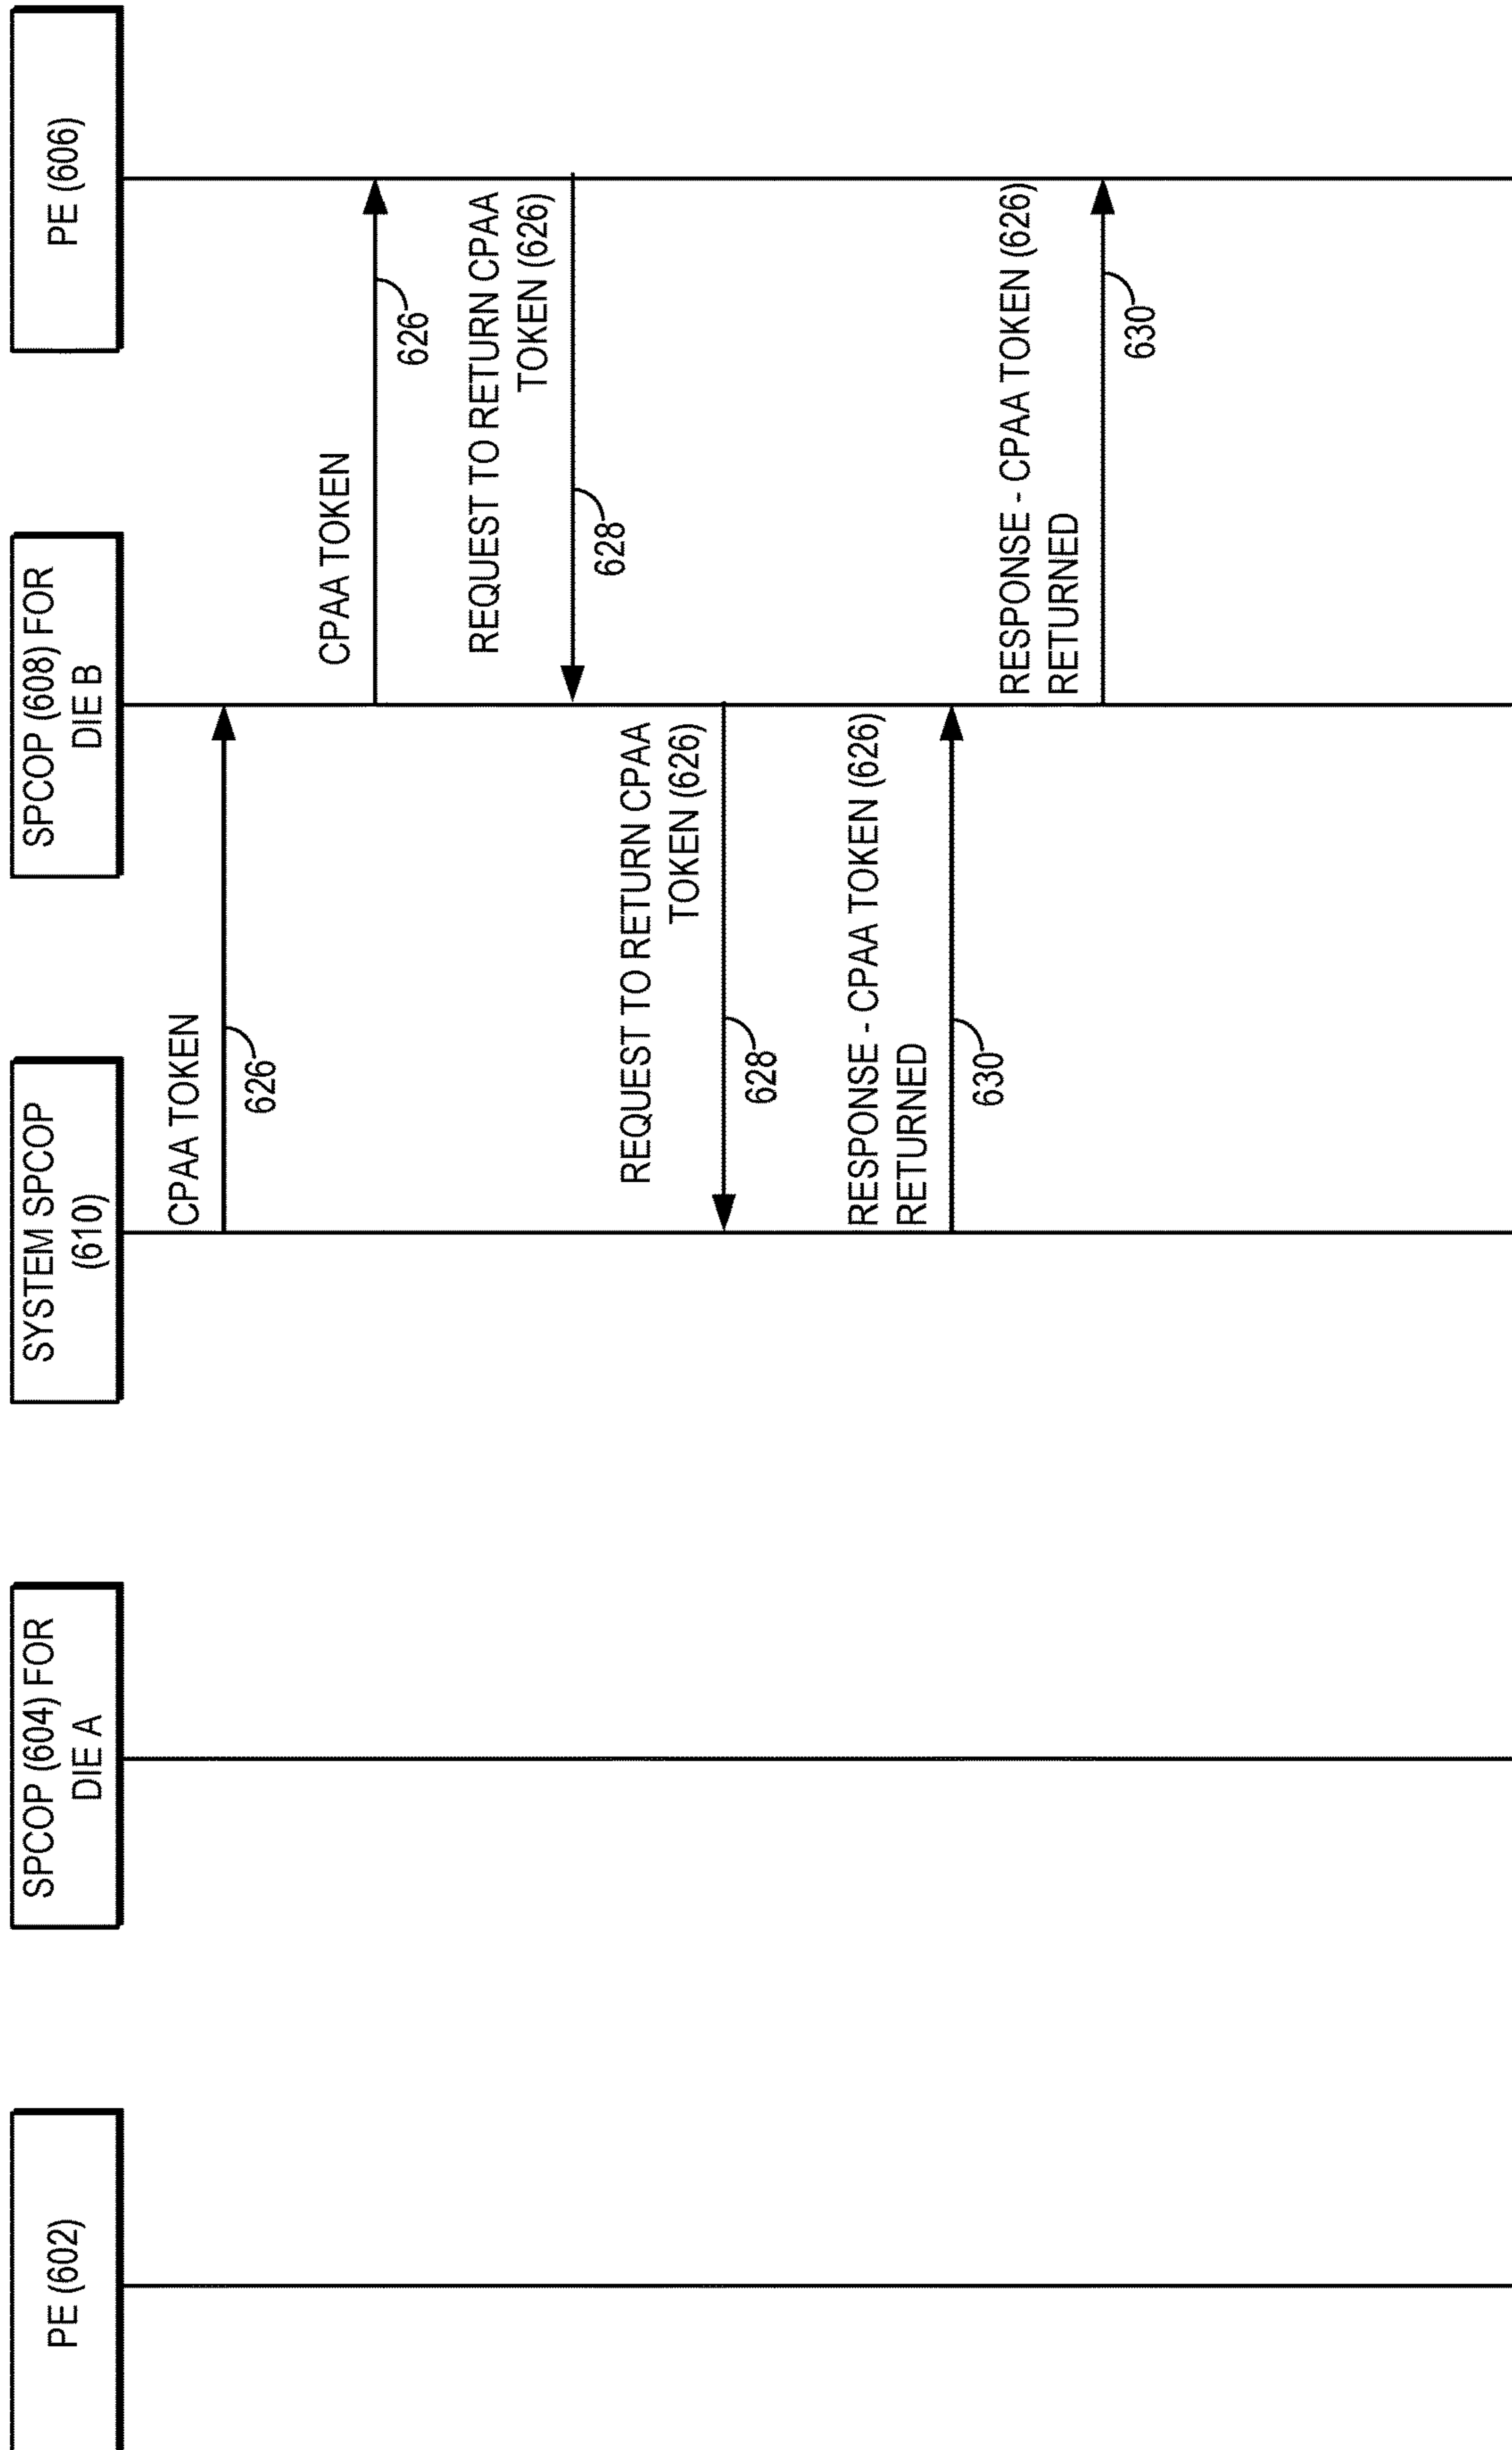 PE (602)
SPCOP (604) FOR
DIE A
SYSTEM SPCOP
(610)
SPCOP (608) FOR
DIE B
PE (606)
CPAA TOKEN
626
CPAA TOKEN
626
REQUEST TO RETURN CPAA
TOKEN (626)
628
REQUEST TO RETURN CPAA
TOKEN (626)
628
RESPONSE - CPAA TOKEN (626)
RETURNED
630
RESPONSE - CPAA TOKEN (626)
RETURNED
630